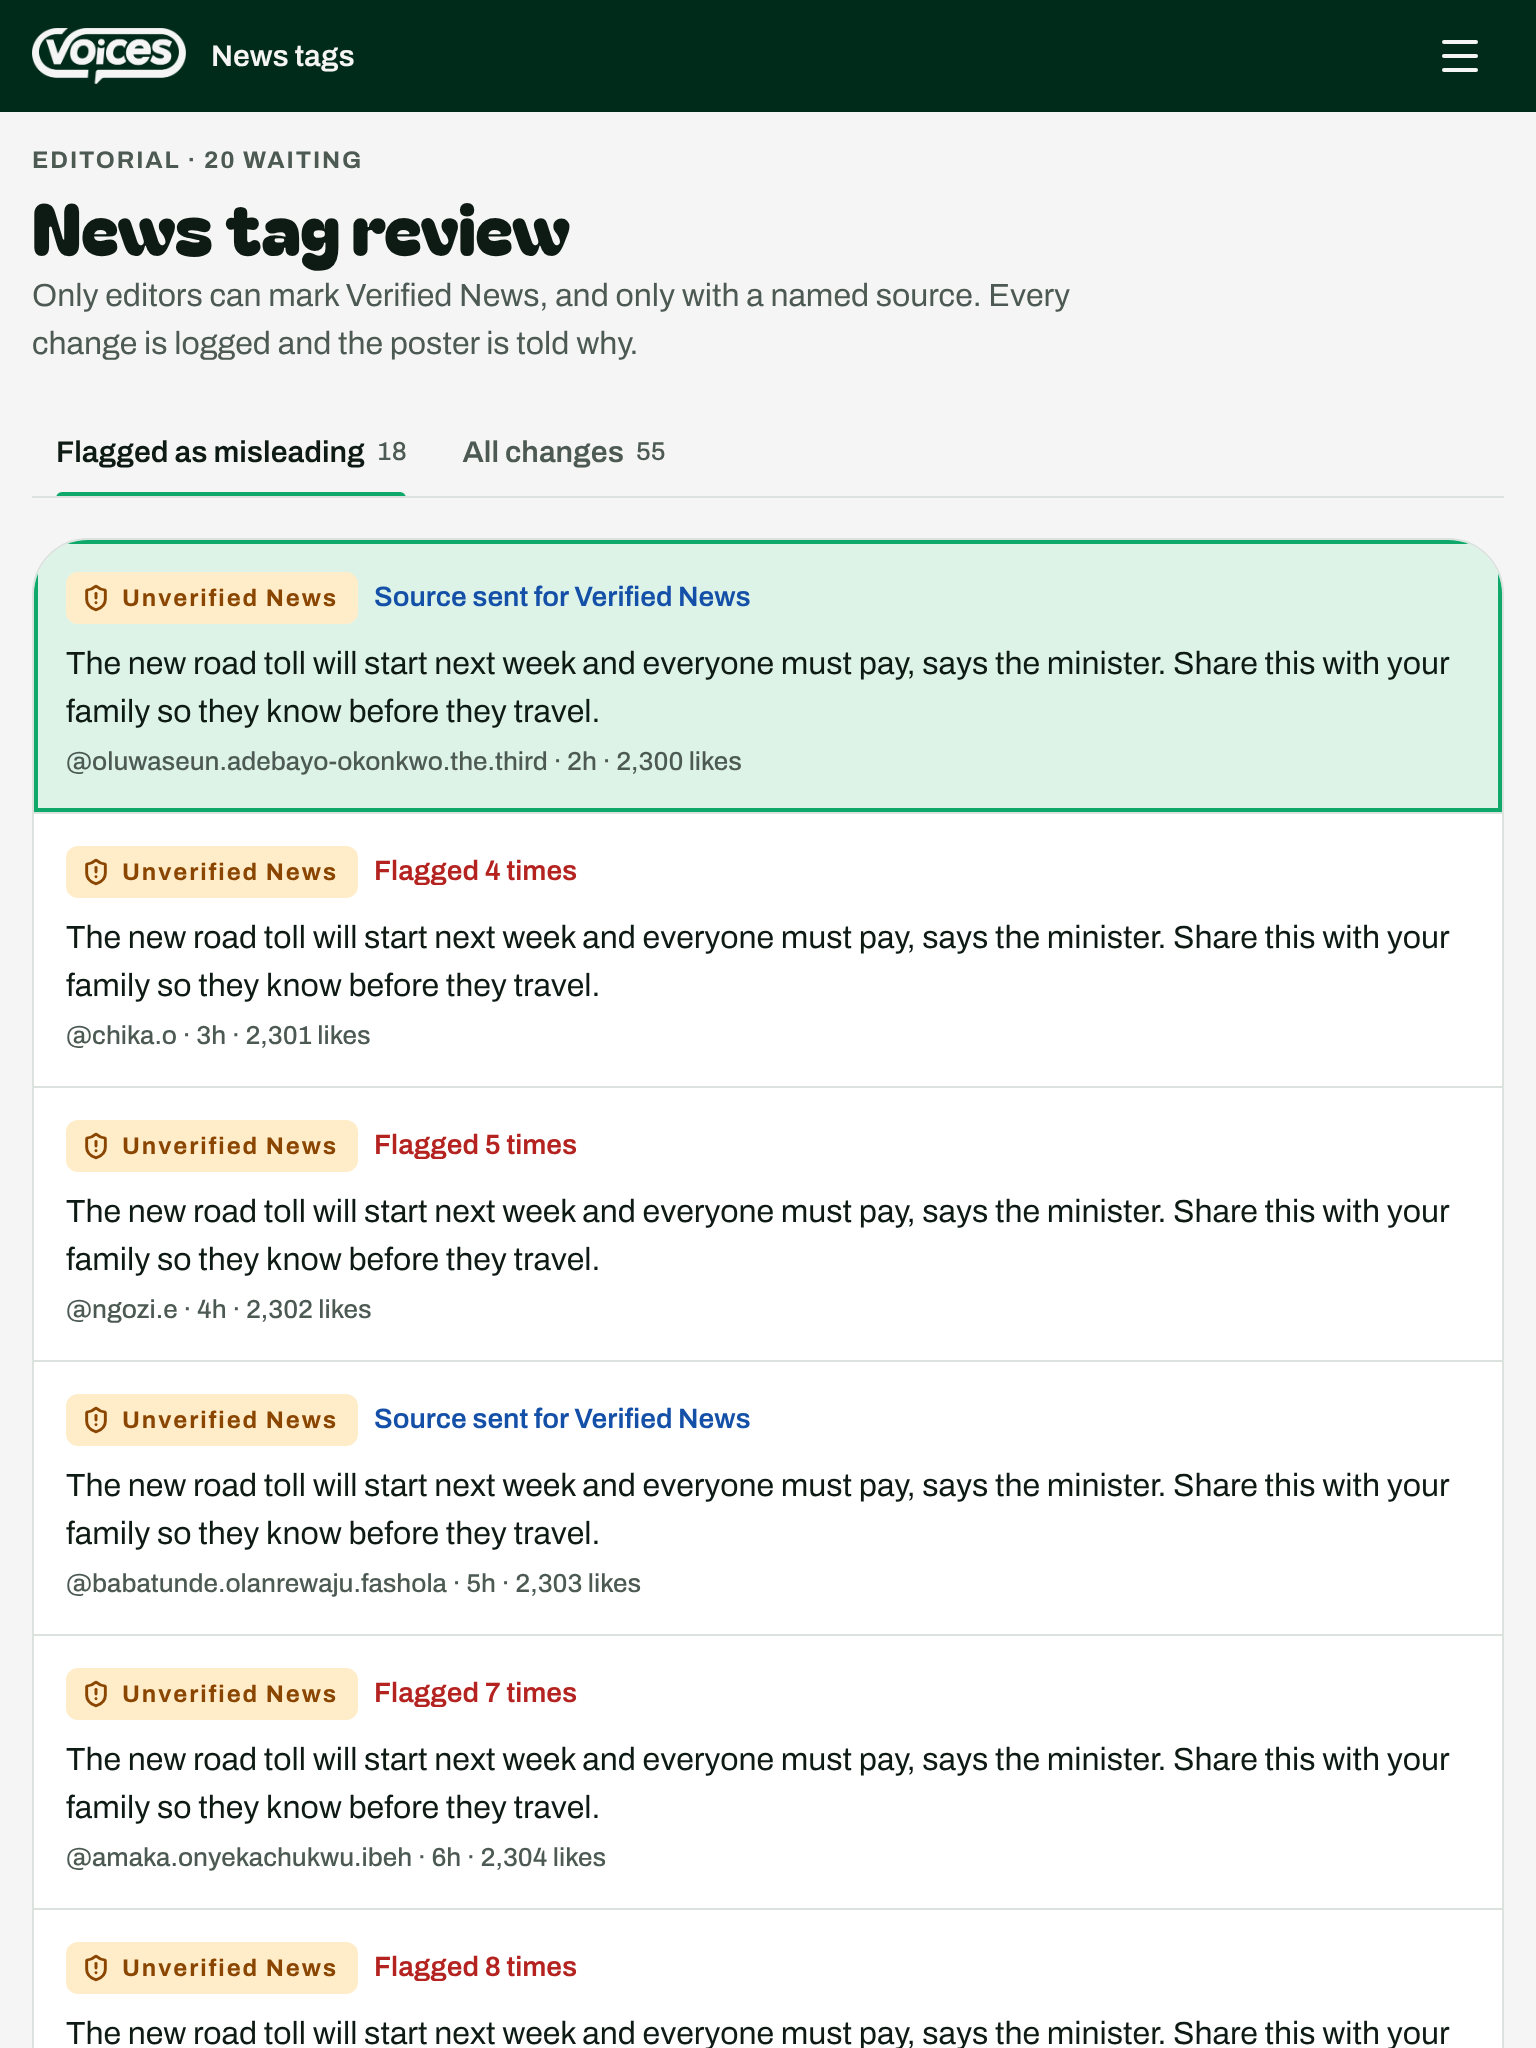 voices
News tags
EDITORIAL · 20 WAITING
News tag review
Only editors can mark Verified News, and only with a named source. Every
change is logged and the poster is told why.
Flagged as misleading 18
All changes 55
Unverified News Source sent for Verified News
The new road toll will start next week and everyone must pay, says the minister. Share this with your
family so they know before they travel.
@oluwaseun.adebayo-okonkwo.the.third · 2h · 2,300 likes
Unverified News Flagged 4 times
The new road toll will start next week and everyone must pay, says the minister. Share this with your
family so they know before they travel.
@chika.o · 3h · 2,301 likes
Unverified News Flagged 5 times
The new road toll will start next week and everyone must pay, says the minister. Share this with your
family so they know before they travel.
@ngozi.e · 4h · 2,302 likes
Unverified News Source sent for Verified News
The new road toll will start next week and everyone must pay, says the minister. Share this with your
family so they know before they travel.
@babatunde.olanrewaju.fashola · 5h · 2,303 likes
Unverified News Flagged 7 times
The new road toll will start next week and everyone must pay, says the minister. Share this with your
family so they know before they travel.
@amaka.onyekachukwu.ibeh · 6h · 2,304 likes
Unverified News Flagged 8 times
The new road toll will start next week and everyone must pay, says the minister. Share this with your